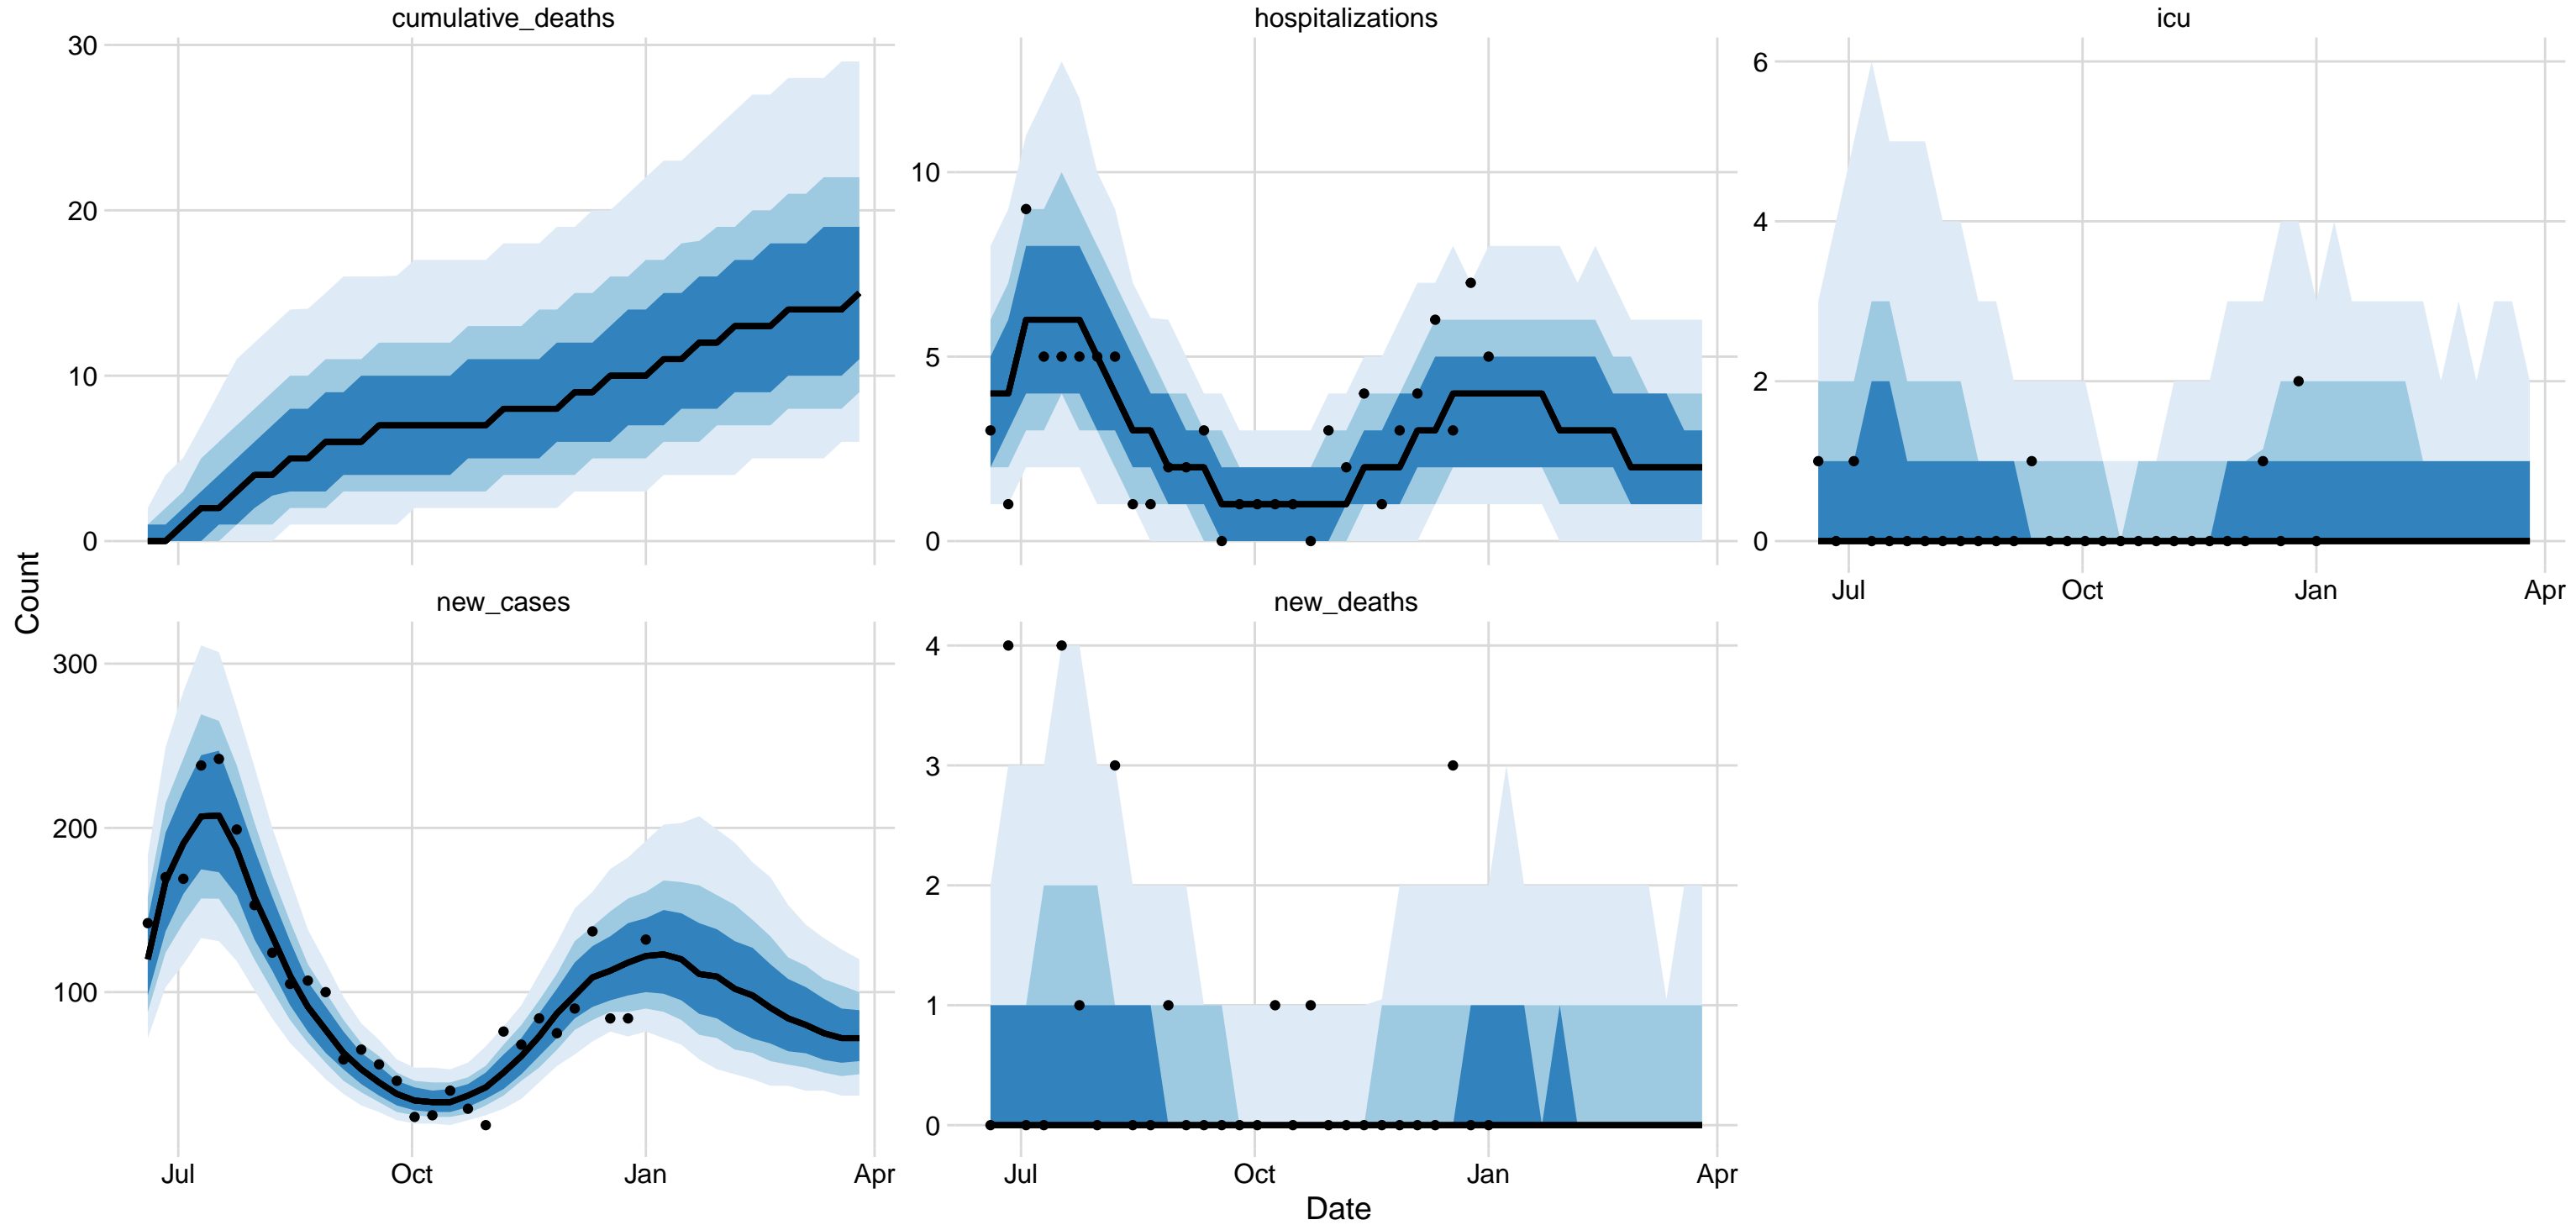 cumulative_deaths
hospitalizations
icu
30
20
10
0
10
5
0
6
4
2
0
Jul
Oct
Jan
Apr
Count
new_cases
new_deaths
300
200
100
4
3
2
1
0
Jul
Oct
Jan
Apr
Jul
Oct
Jan
Apr
Date